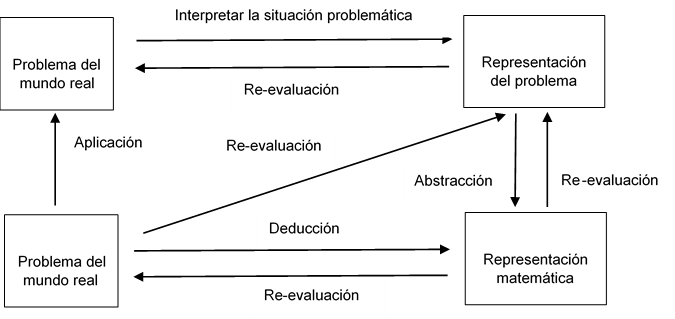 Interpretar la situación problemática
Problema del
mundo real
Representación
del problema
Re-evaluación
Aplicación
Re-evaluación
Abstracción
Re-evaluación
Problema del
mundo real
Deducción
Representación
matemática
Re-evaluación